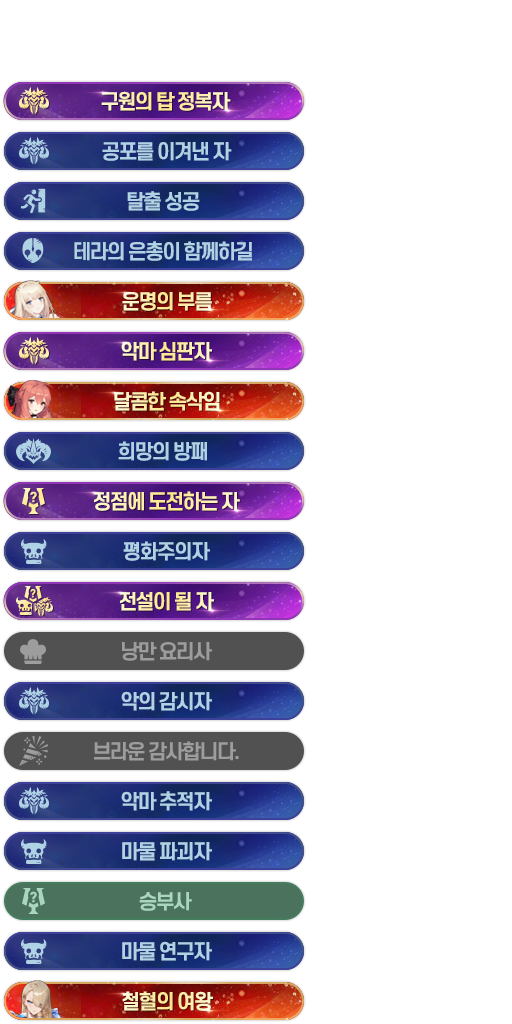 구원의 탑 정복자
공포를 이겨낸 자
탈출 성공
테라의 은총이 함께하길
운명의 부름
악마 심판자
달콤한 속삭임
희망의 방패
정점에 도전하는 자
평화주의자
전설이 될 자
낭만 요리사
악의 감시자
브라운 감사합니다.
악마 추적자
마물 파괴자
승부사
마물 연구자
철혈의 여왕